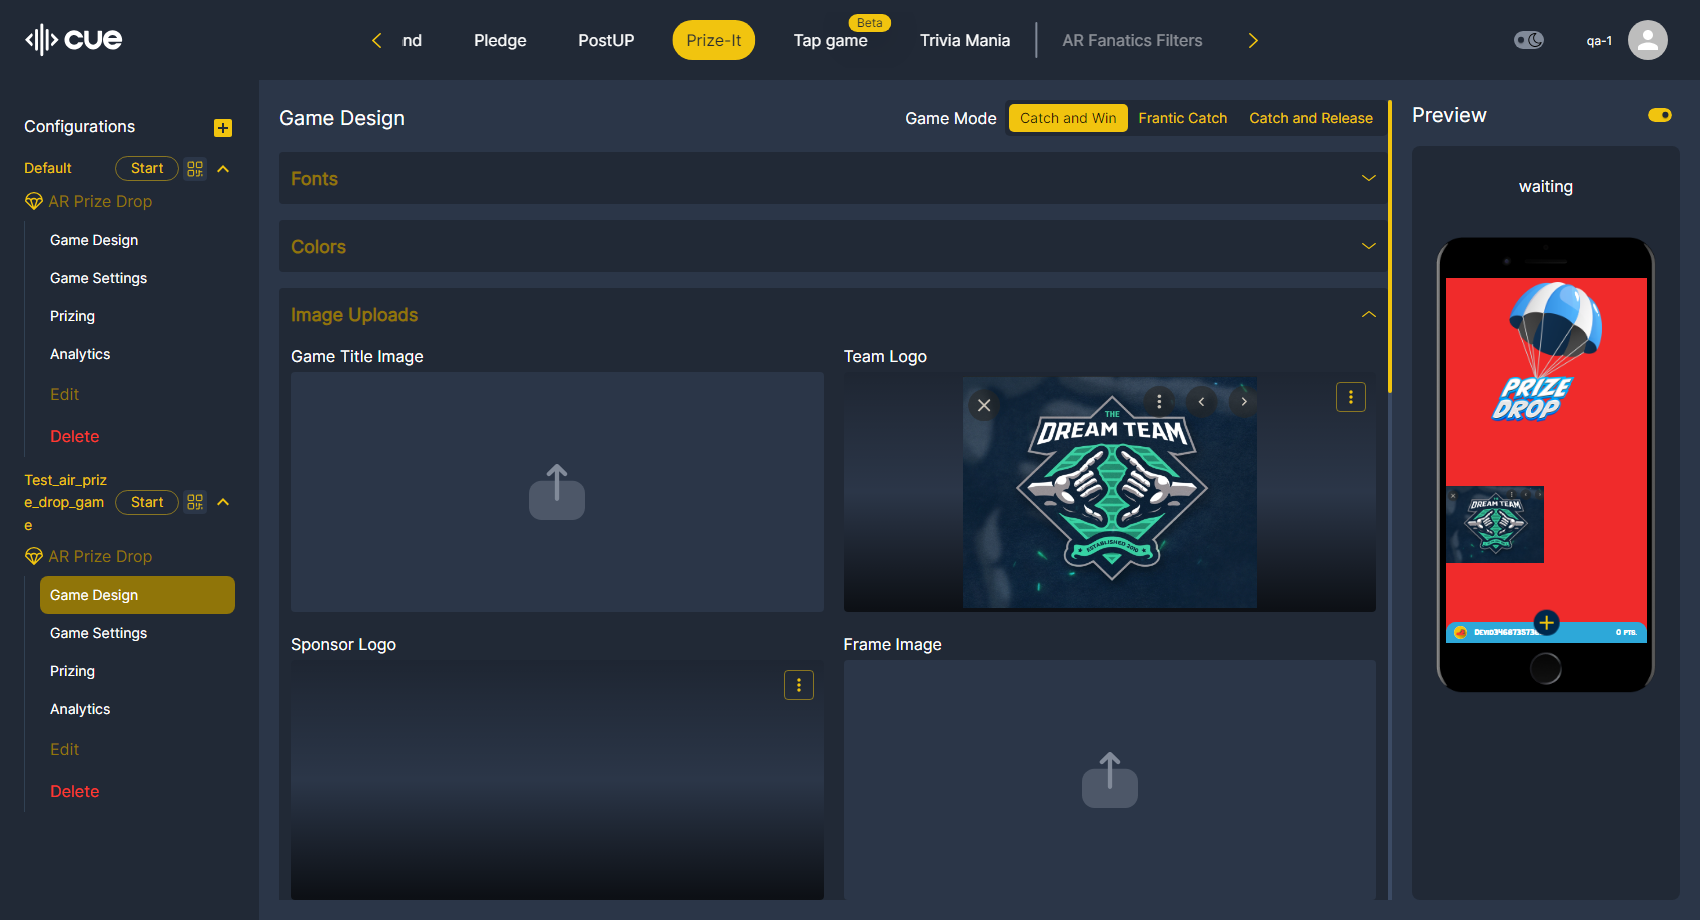 cue
nd
Pledge
PostUP
Prize-It
Beta
Tap game
Trivia Mania
AR Fanatics Filters
qa-1
Configurations
Default
Start
AR Prize Drop
Game Design
Game Settings
Prizing
Analytics
Edit
Delete
Test_air_priz
e_drop_gam
e
Start
AR Prize Drop
Game Design
Game Settings
Prizing
Analytics
Edit
Delete
Game Design
Game Mode
Catch and Win
Frantic Catch
Catch and Release
Fonts
Colors
Image Uploads
Game Title Image
Team Logo
THE
DREAM TEAM
ESTABLISHED 2010
Sponsor Logo
Frame Image
Preview
waiting
PRIZE
DROP
DREAM TEAM
0 PTS.